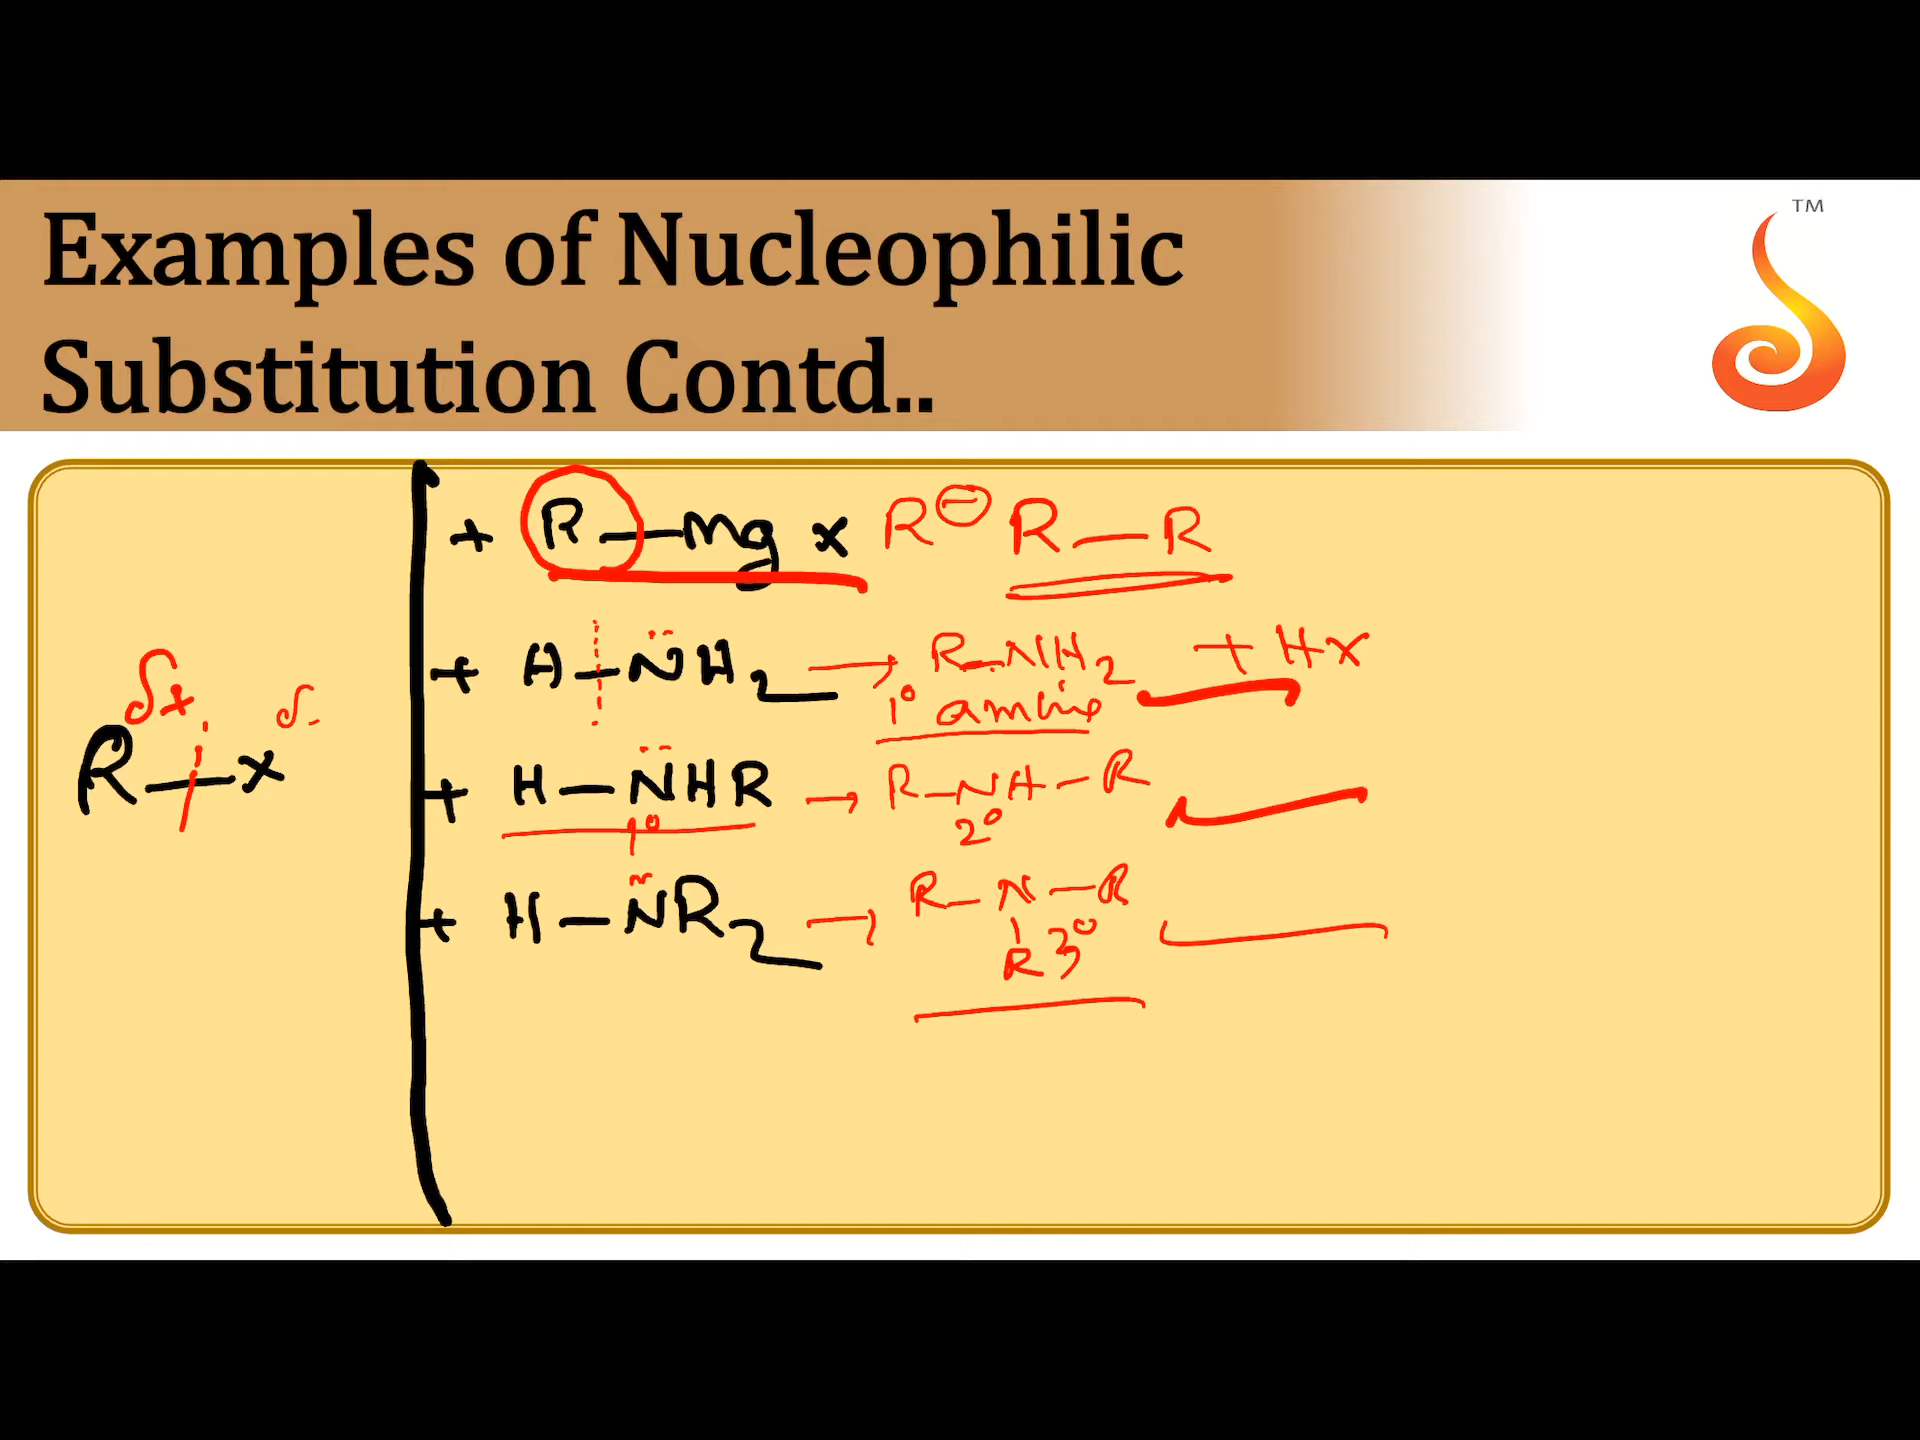 Examples of Nucleophilic
Substitution Contd..
TM
+ R—Mg x R⊖ R—R
+ H—N̈H2 → R—NH2 + Hx
1° amine
δ+ δ-
R—x
+ H—N̈HR → R—NH—R
1° 2°
+ H—N̈R2 → R—N—R
R 3°